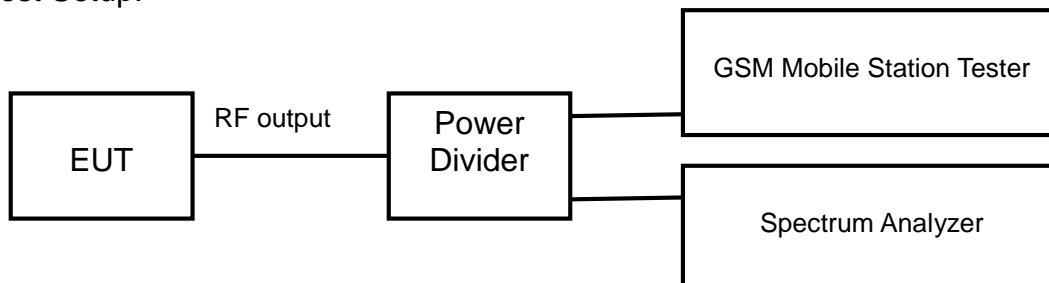 GSM Mobile Station Tester
RF output
Power
Divider
EUT
Spectrum Analyzer